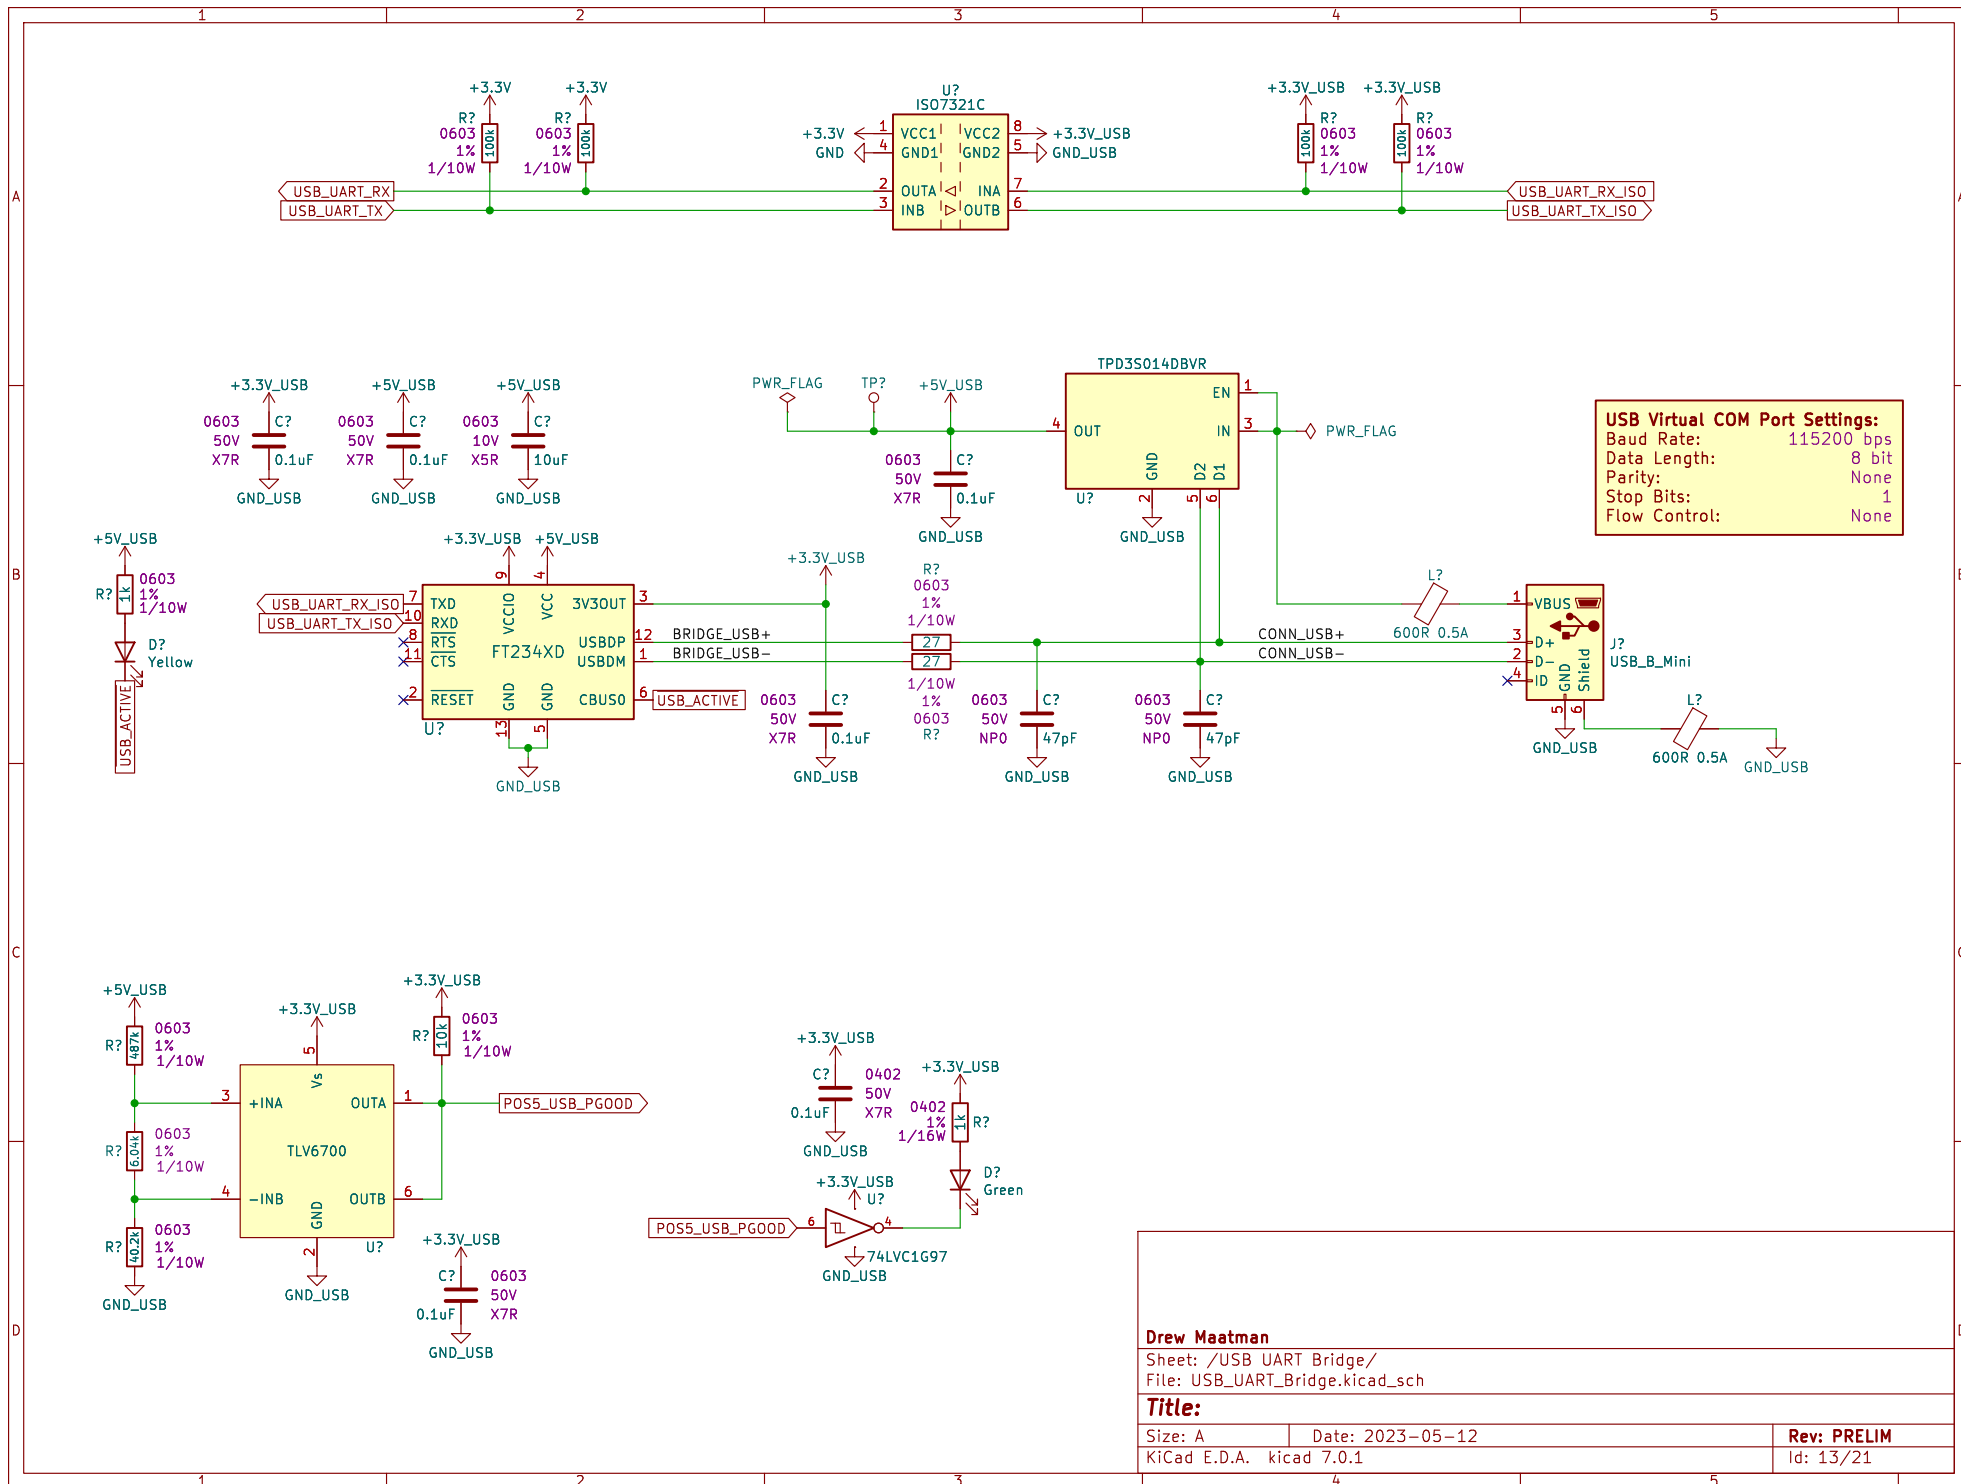 1 2 3 4 5
+3.3V +3.3V
R? R?
0603 0603
1% 1%
1/10W 1/10W
100k 100k
USB_UART_RX
USB_UART_TX
U?
ISO7321C
+3.3V 1 VCC1 VCC2 8 +3.3V_USB
GND 4 GND1 GND2 5 GND_USB
2 OUTA INA 7
3 INB OUTB 6
+3.3V_USB +3.3V_USB
R? R?
0603 0603
1% 1%
1/10W 1/10W
100k 100k
USB_UART_RX_ISO
USB_UART_TX_ISO
A
+3.3V_USB +5V_USB +5V_USB
0603 C? 0603 C? 0603 C?
50V 50V 10V
X7R 0.1uF X7R 0.1uF X5R 10uF
GND_USB GND_USB GND_USB
PWR_FLAG TP? +5V_USB
0603 C?
50V
X7R 0.1uF
GND_USB
TPD3S014DBVR
EN 1
4 OUT IN 3 PWR_FLAG
GND D2 D1
2 5 6
U?
GND_USB
USB Virtual COM Port Settings:
Baud Rate: 115200 bps
Data Length: 8 bit
Parity: None
Stop Bits: 1
Flow Control: None
B
+5V_USB
R? 1k 0603
1%
1/10W
D?
Yellow
USB_ACTIVE
+3.3V_USB +5V_USB
9 4
USB_UART_RX_ISO 7 TXD VCCIO VCC 3V3OUT 3
USB_UART_TX_ISO 10 RXD
8 RTS USBDP 12 BRIDGE_USB+
11 CTS FT234XD USBDM 1 BRIDGE_USB-
2 RESET GND GND CBUS0 6 USB_ACTIVE
U? 13 5
GND_USB
+3.3V_USB
0603 C?
50V
X7R 0.1uF
GND_USB
R?
0603
1%
1/10W
27
27
1/10W
1%
0603
R?
0603 C?
50V
NP0 47pF
GND_USB
0603 C?
50V
NP0 47pF
GND_USB
CONN_USB+
CONN_USB-
L?
600R 0.5A
1 VBUS
3 D+ J?
2 D- USB_B_Mini
4 ID GND Shield
5 6
GND_USB
L?
600R 0.5A
GND_USB
C
+5V_USB
R? 487k 0603
1%
1/10W
R? 6.04k 0603
1%
1/10W
R? 40.2k 0603
1%
1/10W
GND_USB
+3.3V_USB
5
Vs
3 +INA OUTA 1
TLV6700
4 -INB OUTB 6
GND
2 U?
GND_USB
+3.3V_USB
R? 10k 0603
1%
1/10W
POS5_USB_PGOOD
+3.3V_USB
C? 0603
50V
0.1uF X7R
GND_USB
+3.3V_USB
C? 0402
50V
0.1uF X7R
GND_USB
+3.3V_USB
0402
1% 1k R?
1/16W
D?
Green
+3.3V_USB
U?
POS5_USB_PGOOD 6 4
74LVC1G97
GND_USB
D
Drew Maatman
Sheet: /USB UART Bridge/
File: USB_UART_Bridge.kicad_sch
Title:
Size: A Date: 2023-05-12 Rev: PRELIM
KiCad E.D.A. kicad 7.0.1 Id: 13/21
1 2 3 4 5